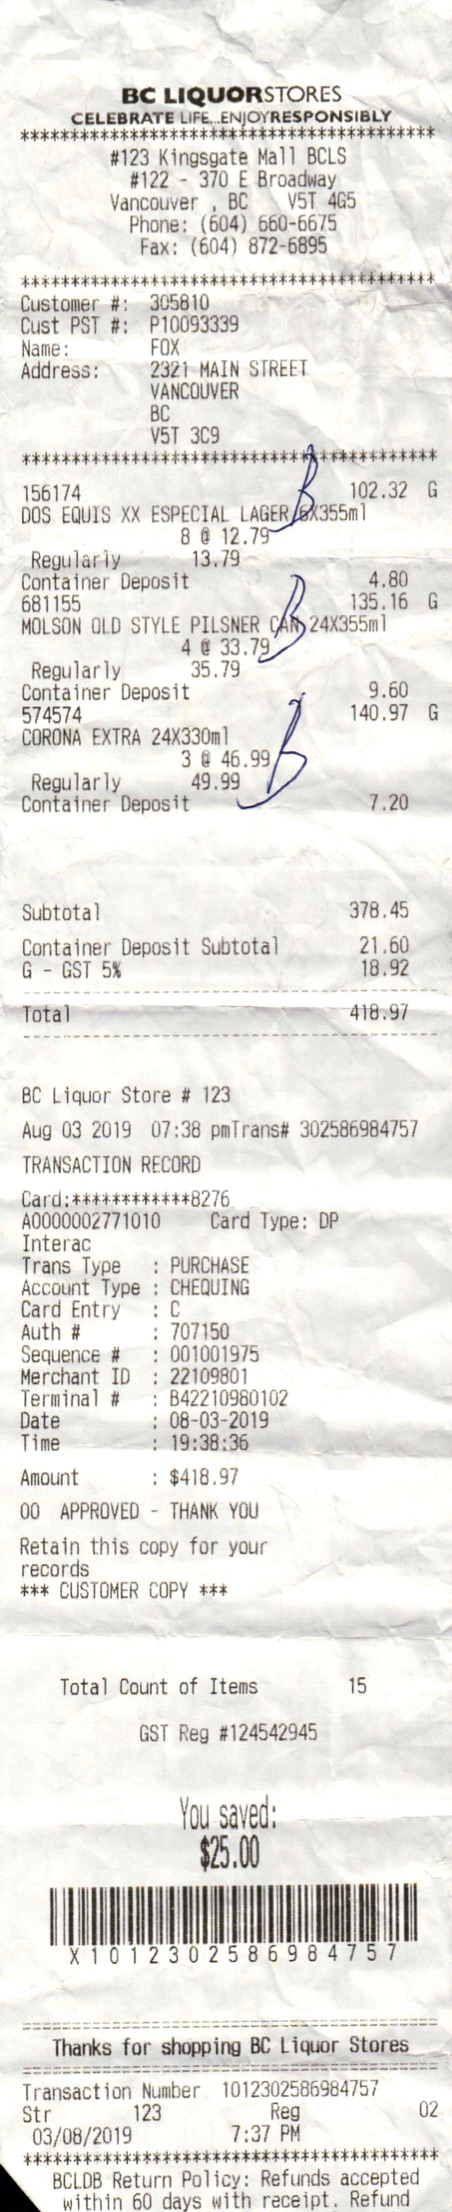 BC LIQUORSTORES
CELEBRATE LIFE...ENJOYRESPONSIBLY
****************************************
#123 Kingsgate Mall BCLS
#122 - 370 E Broadway
Vancouver , BC V5T 4G5
Phone: (604) 660-6675
Fax: (604) 872-6895
****************************************
Customer #: 305810
Cust PST #: P10093339
Name: FOX
Address: 2321 MAIN STREET
VANCOUVER
BC
V5T 3C9
****************************************
156174 102.32 G
DOS EQUIS XX ESPECIAL LAGER 6X355ml
8 @ 12.79
Regularly 13.79
Container Deposit 4.80
681155 135.16 G
MOLSON OLD STYLE PILSNER CAN 24X355ml
4 @ 33.79
Regularly 35.79
Container Deposit 9.60
574574 140.97 G
CORONA EXTRA 24X330ml
3 @ 46.99
Regularly 49.99
Container Deposit 7.20
B
B
B
Subtotal 378.45
Container Deposit Subtotal 21.60
G - GST 5% 18.92
----------------------------------------
Total 418.97
----------------------------------------
BC Liquor Store # 123
Aug 03 2019 07:38 pmTrans# 302586984757
TRANSACTION RECORD
Card:************8276
A0000002771010 Card Type: DP
Interac
Trans Type : PURCHASE
Account Type : CHEQUING
Card Entry : C
Auth # : 707150
Sequence # : 001001975
Merchant ID : 22109801
Terminal # : B42210980102
Date : 08-03-2019
Time : 19:38:36
Amount : $418.97
00 APPROVED - THANK YOU
Retain this copy for your
records
*** CUSTOMER COPY ***
Total Count of Items 15
GST Reg #124542945
You saved:
$25.00
X1012302586984757
========================================
Thanks for shopping BC Liquor Stores
========================================
Transaction Number 1012302586984757
Str 123 Reg 02
03/08/2019 7:37 PM
****************************************
BCLDB Return Policy: Refunds accepted
within 60 days with receipt. Refund